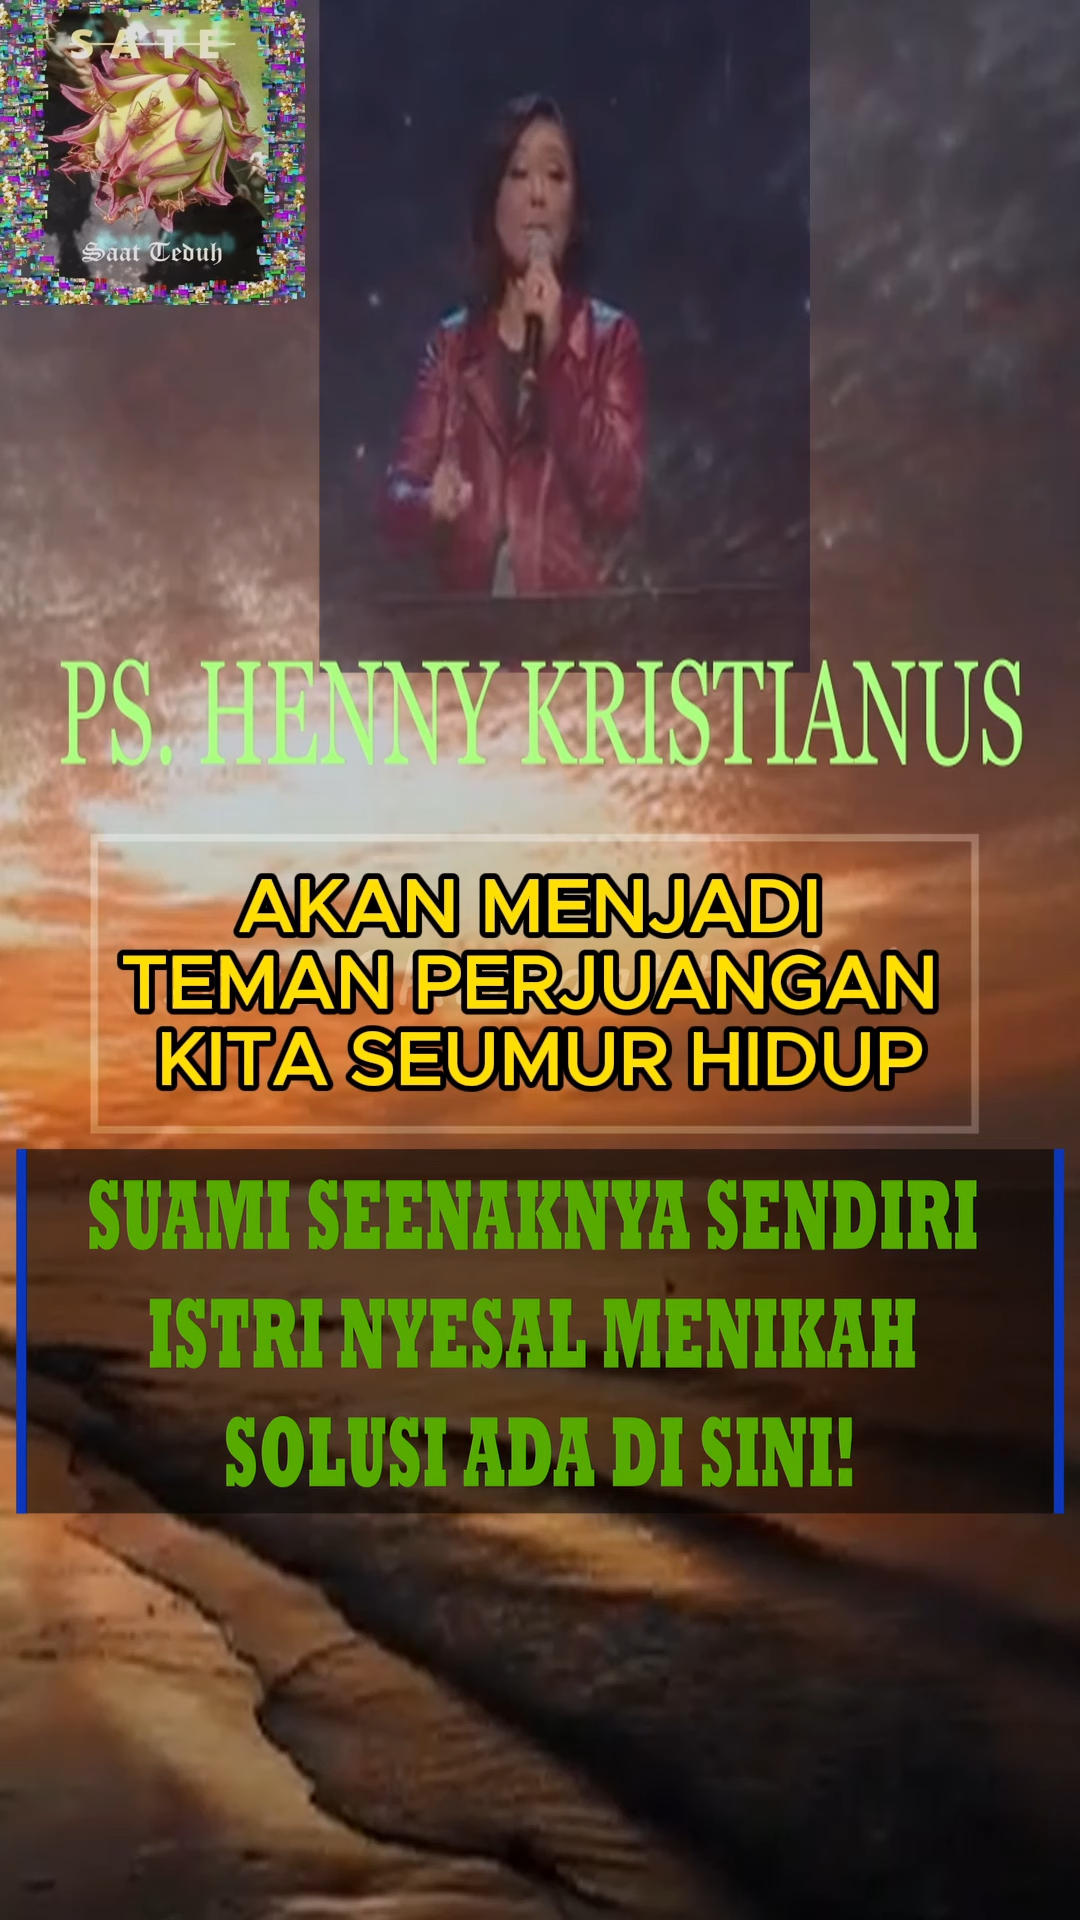 SATE
Saat Teduh
PS. HENNY KRISTIANUS
AKAN MENJADI
TEMAN PERJUANGAN
KITA SEUMUR HIDUP
SUAMI SEENAKNYA SENDIRI
ISTRI NYESAL MENIKAH
SOLUSI ADA DI SINI!